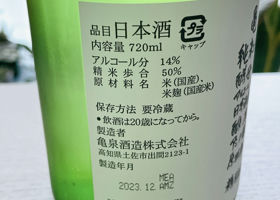 品目 日本酒
内容量 720ml
プラ
キャップ
アルコール分 14%
精米歩合 50%
原材料名 米(国産)、
米麹(国産米)
保存方法 要冷蔵
●飲酒は20歳になってから。
製造者
亀泉酒造株式会社
高知県土佐市出間2123-1
製造年月
MEA
2023.12 AMZ